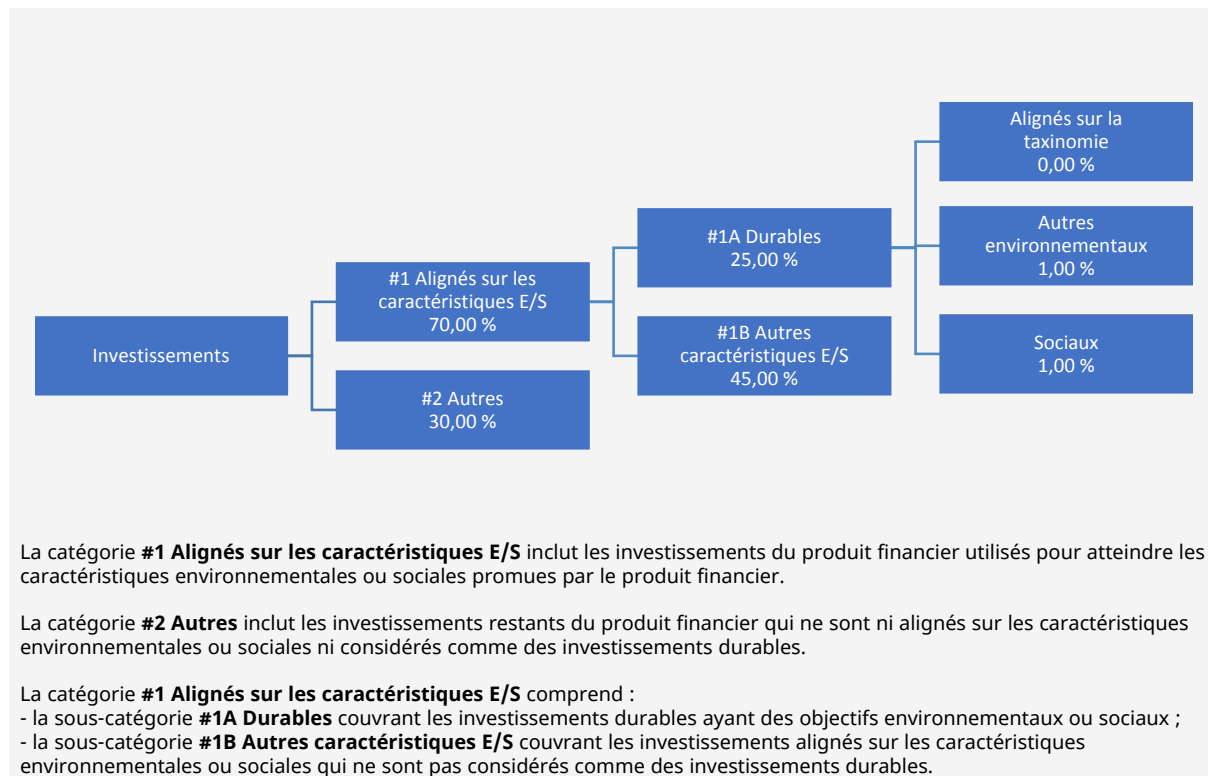 Investissements
#1 Alignés sur les
caractéristiques E/S
70,00 %
#2 Autres
30,00 %
#1A Durables
25,00 %
#1B Autres
caractéristiques E/S
45,00 %
Alignés sur la
taxinomie
0,00 %
Autres
environnementaux
1,00 %
Sociaux
1,00 %
La catégorie #1 Alignés sur les caractéristiques E/S inclut les investissements du produit financier utilisés pour atteindre les
caractéristiques environnementales ou sociales promues par le produit financier.
La catégorie #2 Autres inclut les investissements restants du produit financier qui ne sont ni alignés sur les caractéristiques
environnementales ou sociales ni considérés comme des investissements durables.
La catégorie #1 Alignés sur les caractéristiques E/S comprend :
- la sous-catégorie #1A Durables couvrant les investissements durables ayant des objectifs environnementaux ou sociaux ;
- la sous-catégorie #1B Autres caractéristiques E/S couvrant les investissements alignés sur les caractéristiques
environnementales ou sociales qui ne sont pas considérés comme des investissements durables.